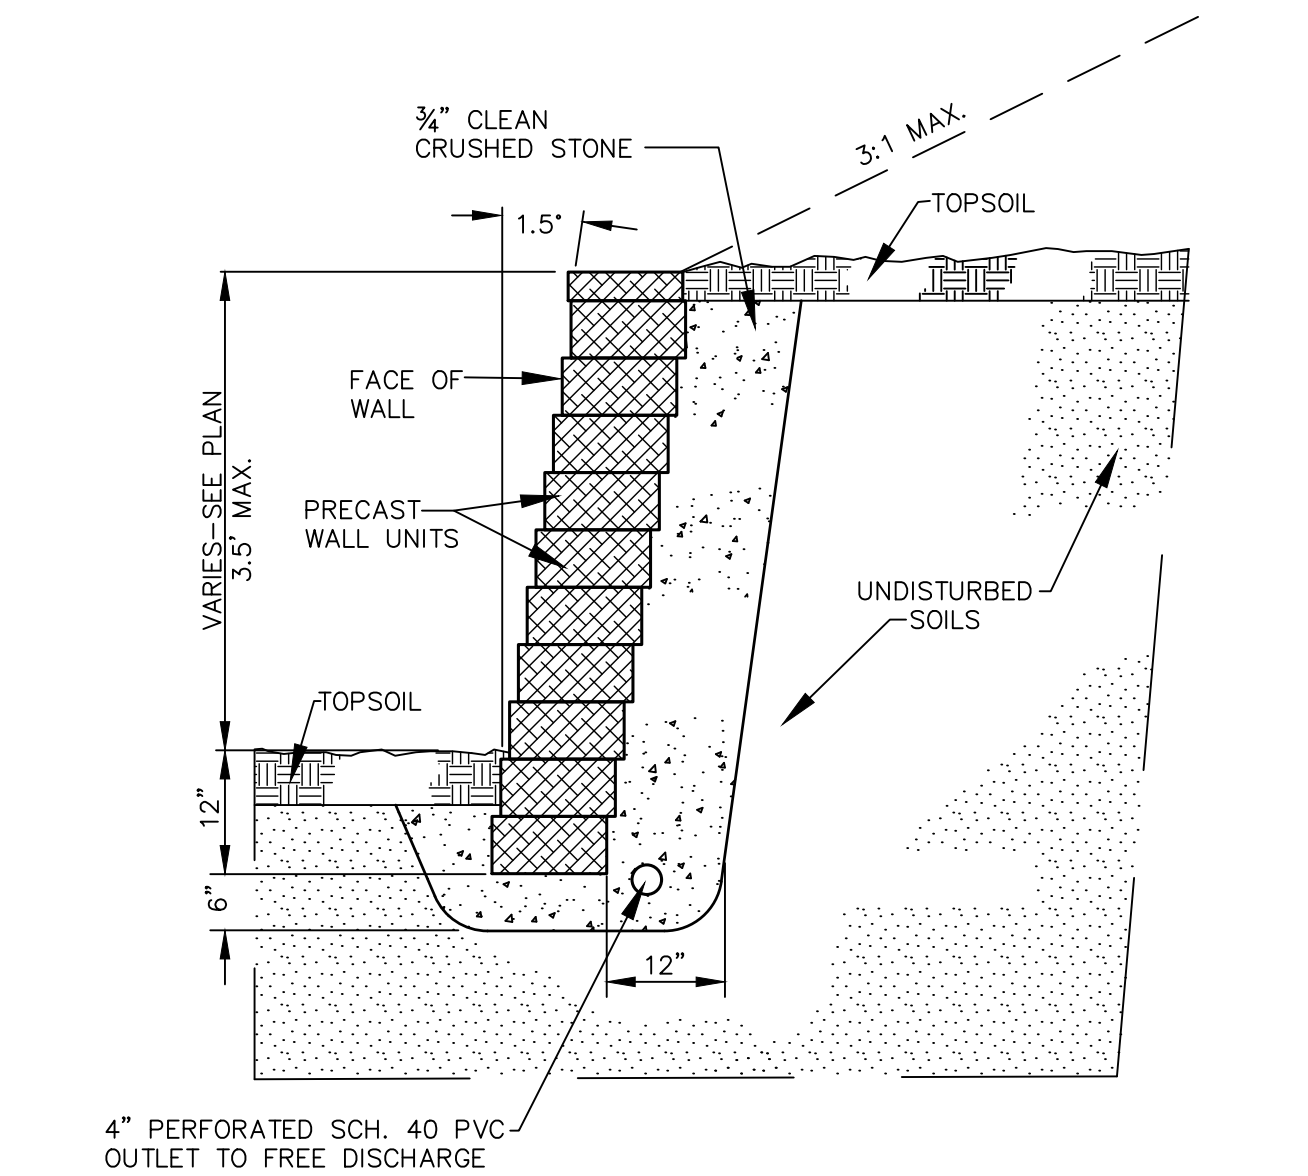 ¾” CLEAN
CRUSHED STONE
3:1 MAX.
TOPSOIL
1.5°
FACE OF
WALL
VARIES–SEE PLAN
3.5' MAX.
PRECAST
WALL UNITS
UNDISTURBED
SOILS
TOPSOIL
12”
6”
12”
4” PERFORATED SCH. 40 PVC
OUTLET TO FREE DISCHARGE